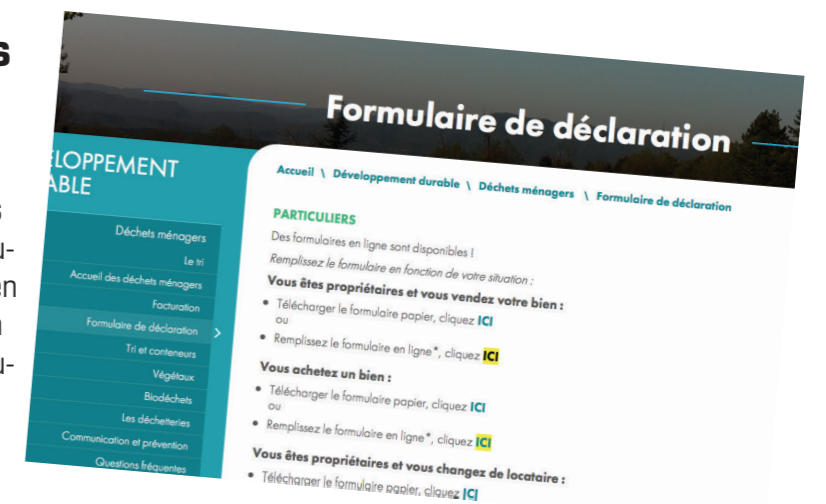 s
s
u-
en
n
u-
Formulaire de déclaration
ELOPPEMENT
ABLE
Déchets ménagers
Le tri
Accueil des déchets ménagers
Facturation
Formulaire de déclaration
Tri et conteneurs
Végétaux
Biodéchets
Les déchetteries
Communication et prévention
Questions fréquentes
Accueil \ Développement durable \ Déchets ménagers \ Formulaire de déclaration
PARTICULIERS
Des formulaires en ligne sont disponibles !
Remplissez le formulaire en fonction de votre situation :
Vous êtes propriétaires et vous vendez votre bien :
• Télécharger le formulaire papier, cliquez ICI
ou
• Remplissez le formulaire en ligne*, cliquez ICI
Vous achetez un bien :
• Télécharger le formulaire papier, cliquez ICI
ou
• Remplissez le formulaire en ligne*, cliquez ICI
Vous êtes propriétaires et vous changez de locataire :
• Télécharger le formulaire papier, cliquez ICI